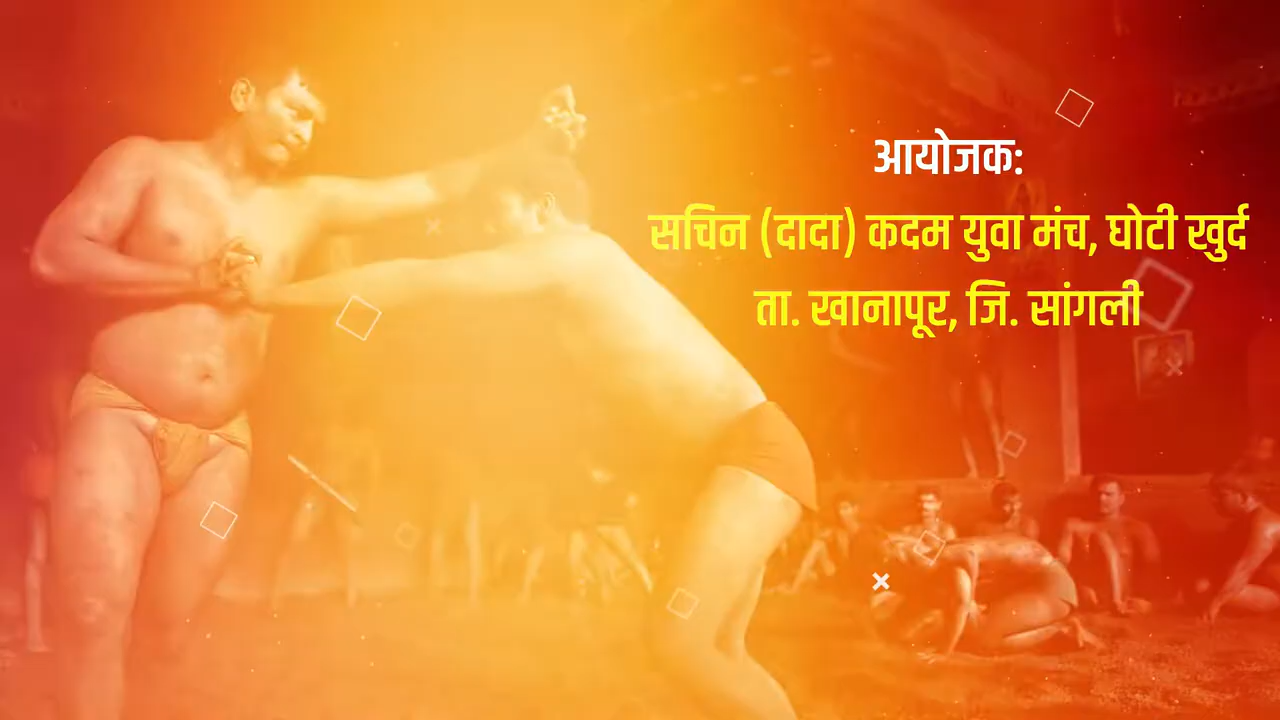 आयोजक:
सचिन (दादा) कदम युवा मंच, घोटी खुर्द
ता. खानापूर, जि. सांगली